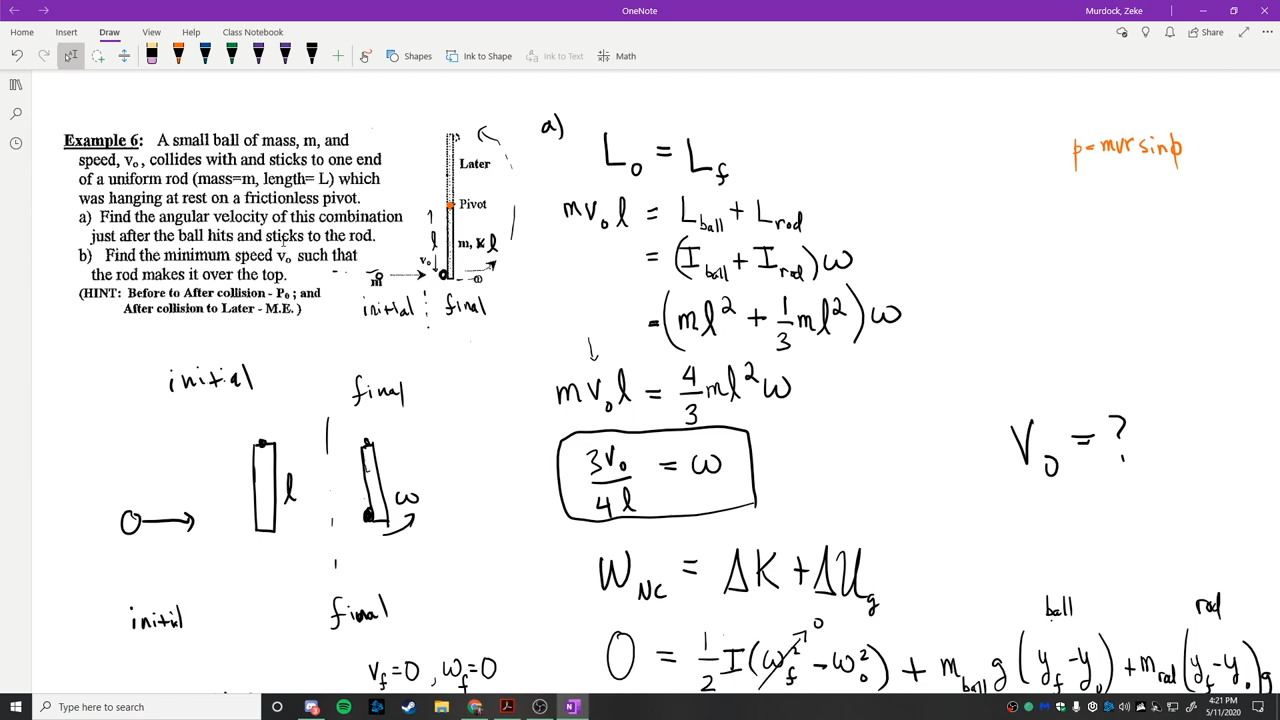 OneNote
Murdock, Zeke
Home Insert Draw View Help Class Notebook
Share
Shapes Ink to Shape Ink to Text Math
Example 6: A small ball of mass, m, and
speed, v₀, collides with and sticks to one end
of a uniform rod (mass=m, length= L) which
was hanging at rest on a frictionless pivot.
a) Find the angular velocity of this combination
just after the ball hits and sticks to the rod.
b) Find the minimum speed v₀ such that
the rod makes it over the top.
(HINT: Before to After collision - P₀ ; and
After collision to Later - M.E. )
Later
Pivot
l
m, l
v₀
m
initial final
initial
final
l
ω
initial
final
v_f=0 , ω_f=0
a)
L₀ = L_f
mv₀l = L_ball + L_rod
= (I_ball + I_rod)ω
= (ml² + 1/3 ml²)ω
mv₀l = 4/3 ml²ω
3v₀/4l = ω
W_NC = ΔK + ΔU_g
ball rod
0
0 = 1/2 I(ω_f² - ω₀²) + m_ball g (y_f - y₀) + m_rod (y_f - y₀) g
p = mvr sinφ
v₀ = ?
Type here to search
4:21 PM
5/11/2020